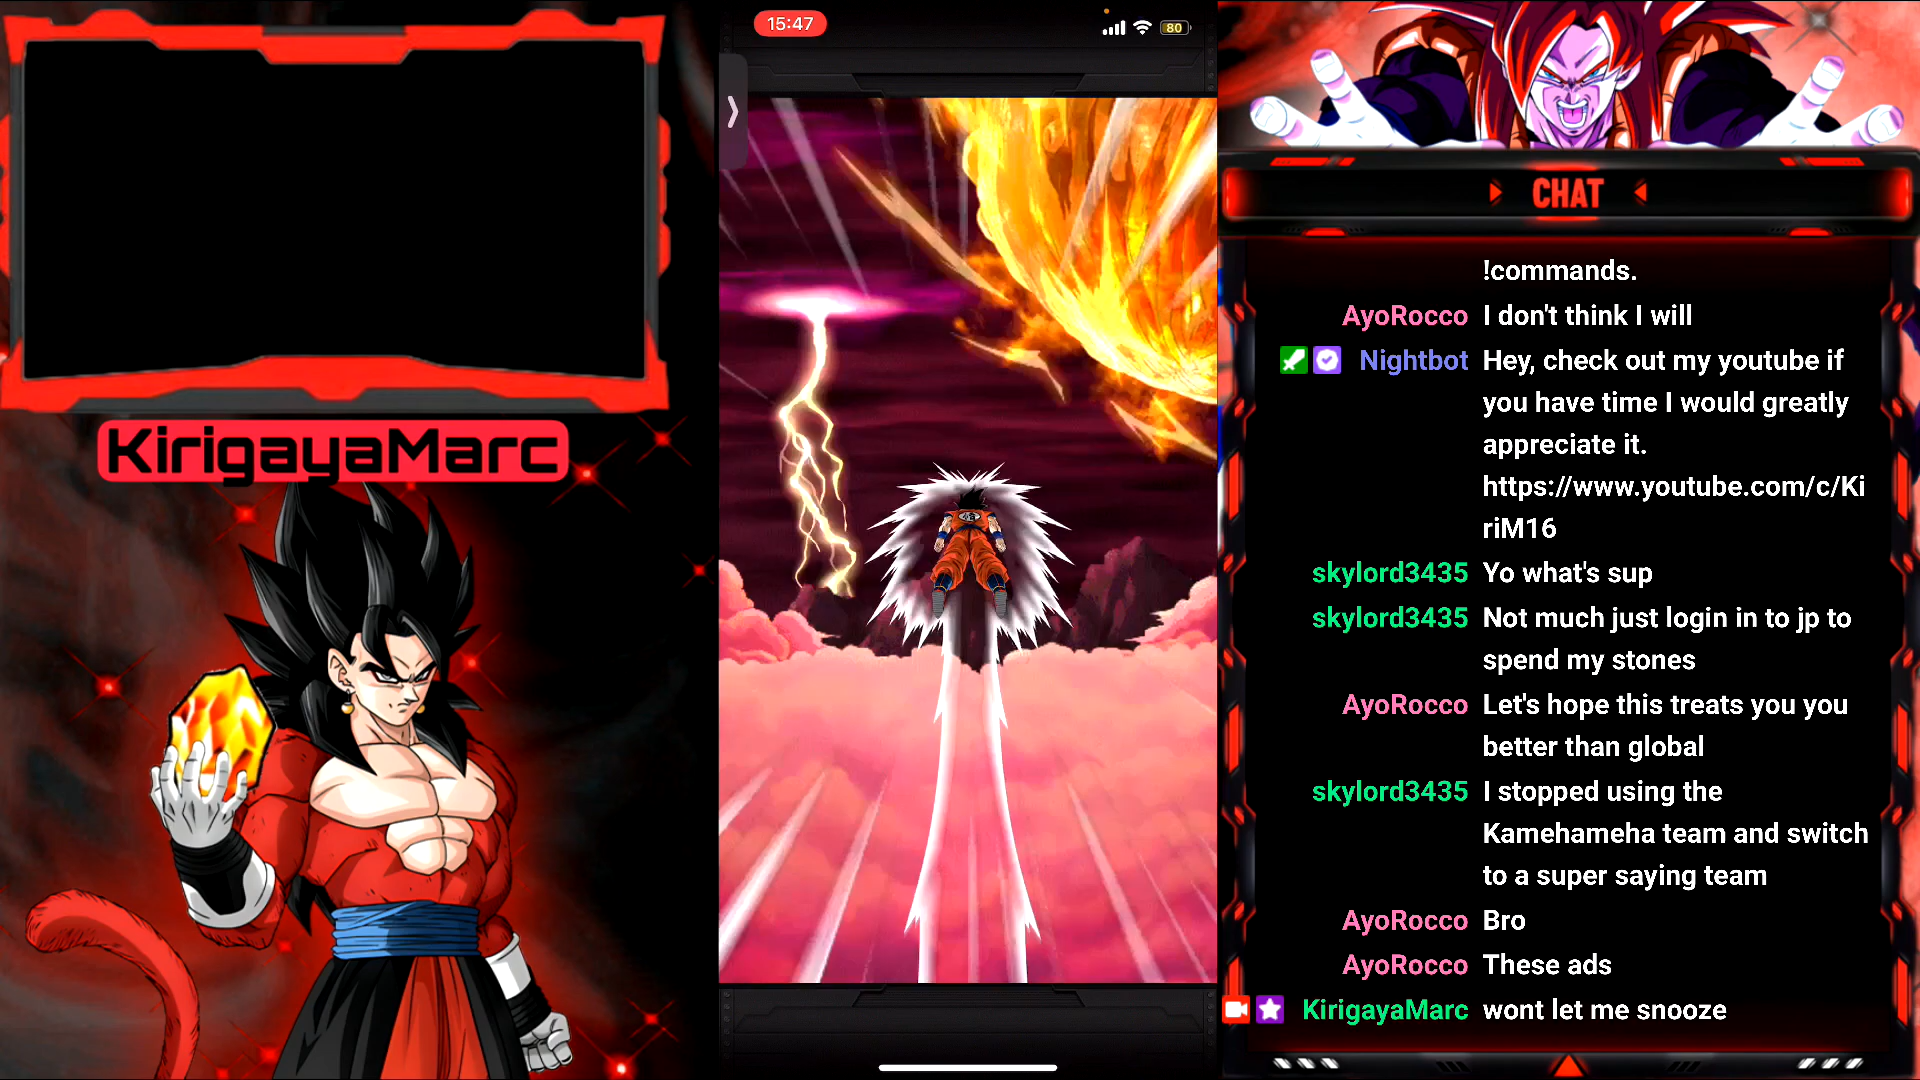 15:47
80
KirigayaMarc
CHAT
!commands.
AyoRocco I don't think I will
Nightbot Hey, check out my youtube if
you have time I would greatly
appreciate it.
https://www.youtube.com/c/Ki
riM16
skylord3435 Yo what's sup
skylord3435 Not much just login in to jp to
spend my stones
AyoRocco Let's hope this treats you you
better than global
skylord3435 I stopped using the
Kamehameha team and switch
to a super saying team
AyoRocco Bro
AyoRocco These ads
KirigayaMarc wont let me snooze